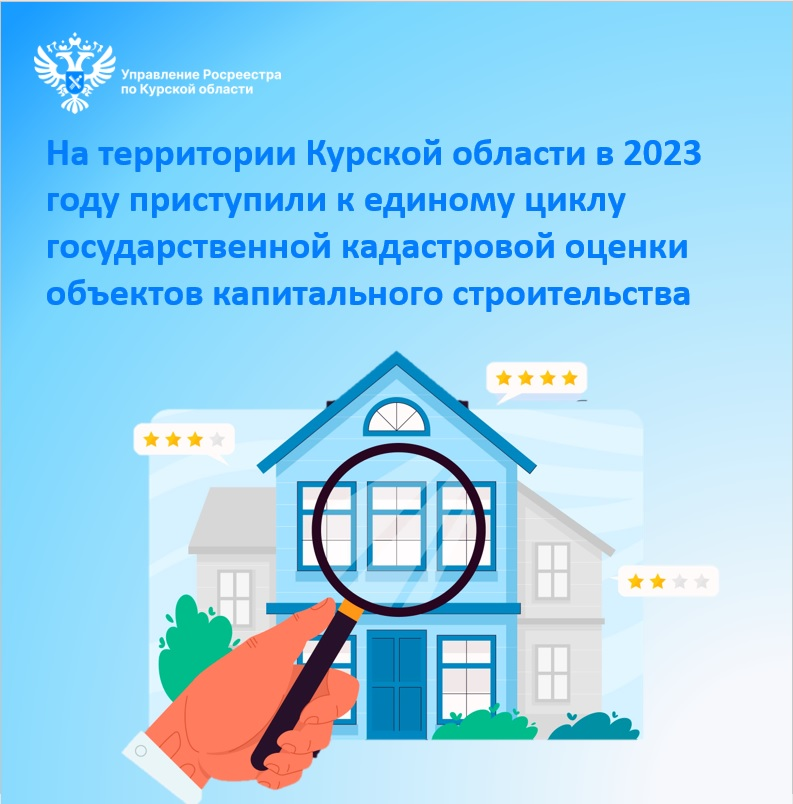 Управление Росреестра
по Курской области
На территории Курской области в 2023
году приступили к единому циклу
государственной кадастровой оценки
объектов капитального строительства